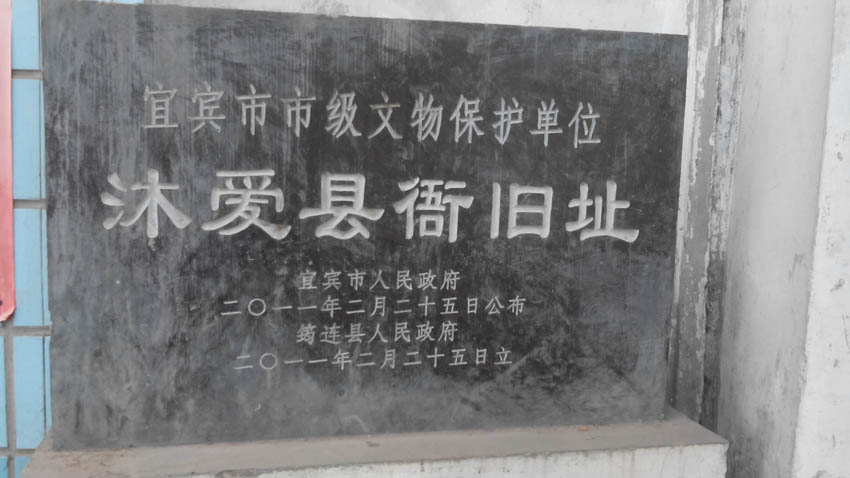 宜宾市市级文物保护单位
沐爱县衙旧址
宜宾市人民政府
二〇一一年二月二十五日公布
筠连县人民政府
二〇一一年二月二十五日立